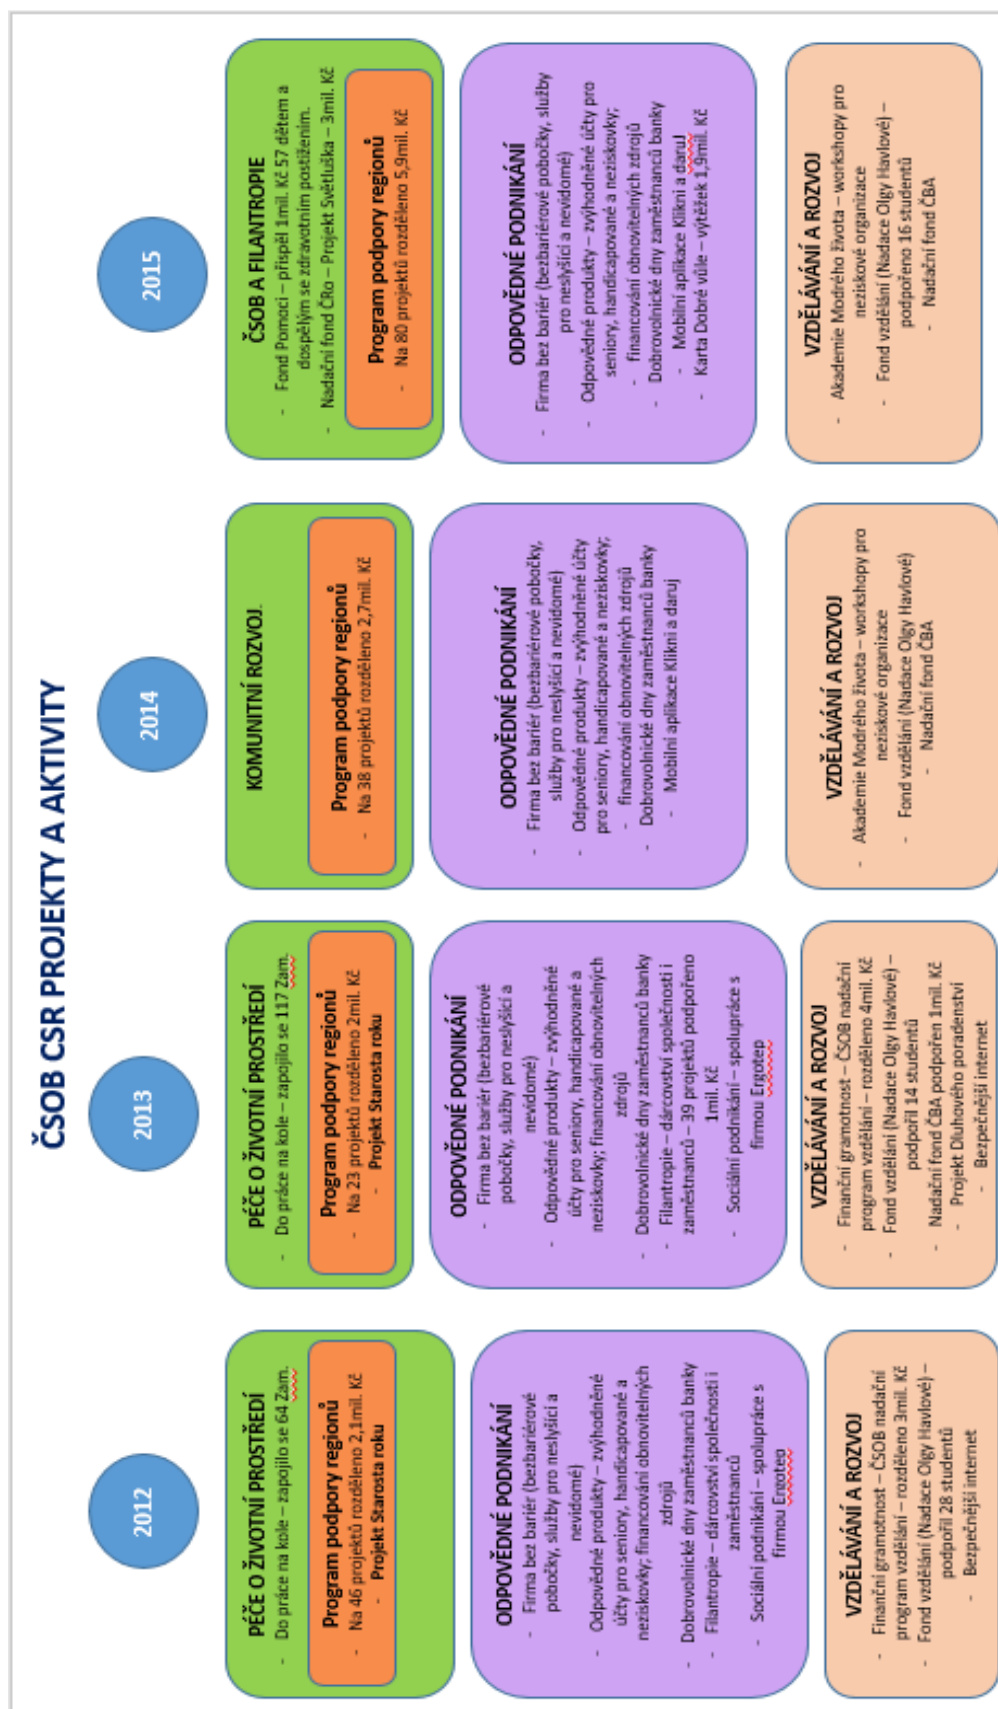 ČSOB CSR PROJEKTY A AKTIVITY
2012
2013
2014
2015
PÉČE O ŽIVOTNÍ PROSTŘEDÍ
- Do práce na kole – zapojilo se 64 Zam.
Program podpory regionů
- Na 46 projektů rozděleno 2,1mil. Kč
- Projekt Starosta roku
PÉČE O ŽIVOTNÍ PROSTŘEDÍ
- Do práce na kole – zapojilo se 117 Zam.
Program podpory regionů
- Na 23 projektů rozděleno 2mil. Kč
- Projekt Starosta roku
KOMUNITNÍ ROZVOJ
Program podpory regionů
- Na 38 projektů rozděleno 2,7mil. Kč
ČSOB A FILANTROPIE
- Fond Pomoci – přispěl 1mil. Kč 57 dětem a
dospělým se zdravotním postižením.
- Nadační fond ČRo – Projekt Světluška – 3mil. Kč
Program podpory regionů
- Na 80 projektů rozděleno 5,9mil. Kč
ODPOVĚDNÉ PODNIKÁNÍ
- Firma bez bariér (bezbariérové
pobočky, služby pro neslyšící a
nevidomé)
- Odpovědné produkty – zvýhodněné
účty pro seniory, handicapované a
neziskovky; financování obnovitelných
zdrojů
- Dobrovolnické dny zaměstnanců banky
- Filantropie – dárcovství společnosti i
zaměstnanců
- Sociální podnikání – spolupráce s
firmou Ergotep
ODPOVĚDNÉ PODNIKÁNÍ
- Firma bez bariér (bezbariérové
pobočky, služby pro neslyšící a
nevidomé)
- Odpovědné produkty – zvýhodněné
účty pro seniory, handicapované a
neziskovky; financování obnovitelných
zdrojů
- Dobrovolnické dny zaměstnanců banky
- Filantropie – dárcovství společnosti i
zaměstnanců – 39 projektů podpořeno
1mil. Kč
- Sociální podnikání – spolupráce s
firmou Ergotep
ODPOVĚDNÉ PODNIKÁNÍ
- Firma bez bariér (bezbariérové pobočky,
služby pro neslyšící a nevidomé)
- Odpovědné produkty – zvýhodněné účty
pro seniory, handicapované a neziskovky;
- financování obnovitelných zdrojů
- Dobrovolnické dny zaměstnanců banky
- Mobilní aplikace Klikni a daruj
ODPOVĚDNÉ PODNIKÁNÍ
- Firma bez bariér (bezbariérové pobočky, služby
pro neslyšící a nevidomé)
- Odpovědné produkty – zvýhodněné účty pro
seniory, handicapované a neziskovky;
- financování obnovitelných zdrojů
- Dobrovolnické dny zaměstnanců banky
- Mobilní aplikace Klikni a daruJ
- Karta Dobré vůle – výtěžek 1,9mil. Kč
VZDĚLÁVÁNÍ A ROZVOJ
- Finanční gramotnost – ČSOB nadační
program vzdělání – rozděleno 3mil. Kč
- Fond vzdělání (Nadace Olgy Havlové) –
podpořil 28 studentů
- Bezpečnější internet
VZDĚLÁVÁNÍ A ROZVOJ
- Finanční gramotnost – ČSOB nadační
program vzdělání – rozděleno 4mil. Kč
- Fond vzdělání (Nadace Olgy Havlové) –
podpořil 14 studentů
- Nadační fond ČBA podpořen 1mil. Kč
- Projekt Dluhového poradenství
- Bezpečnější internet
VZDĚLÁVÁNÍ A ROZVOJ
- Akademie Modrého života – workshopy pro
neziskové organizace
- Fond vzdělání (Nadace Olgy Havlové)
- Nadační fond ČBA
VZDĚLÁVÁNÍ A ROZVOJ
- Akademie Modrého života – workshopy pro
neziskové organizace
- Fond vzdělání (Nadace Olgy Havlové) –
podpořeno 16 studentů
- Nadační fond ČBA